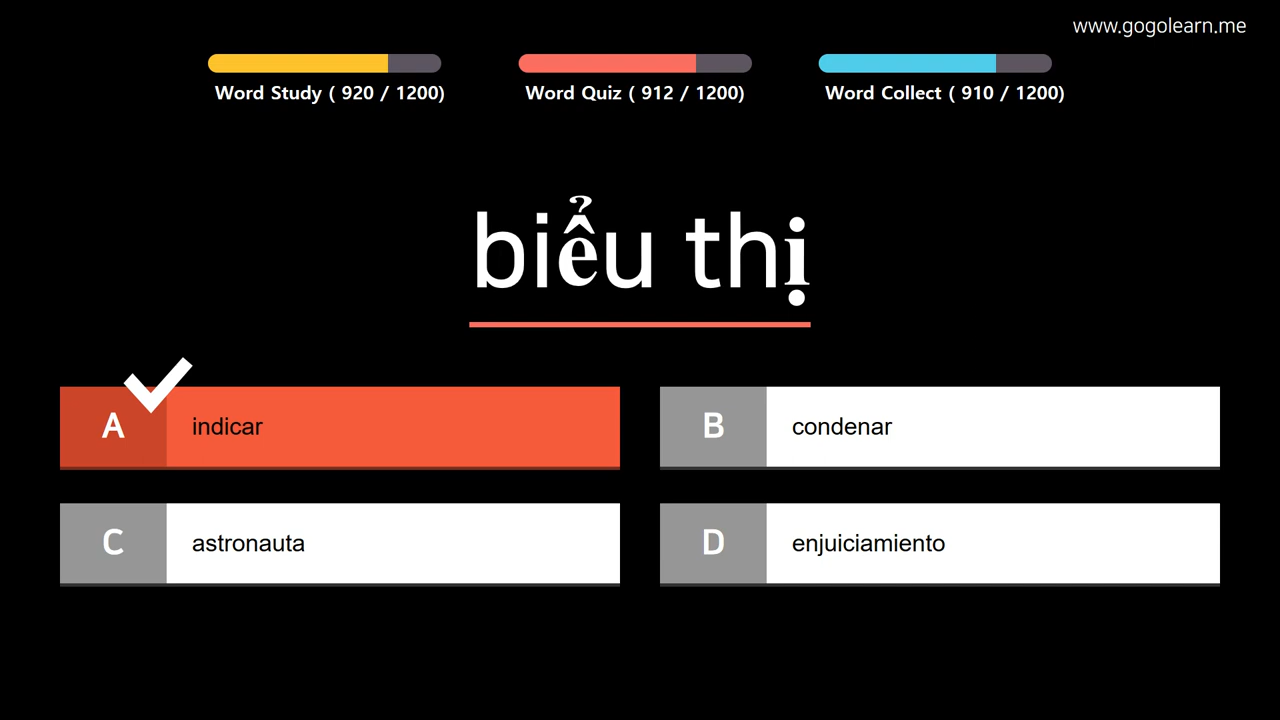 www.gogolearn.me
Word Study ( 920 / 1200)
Word Quiz ( 912 / 1200)
Word Collect ( 910 / 1200)
biểu thị
A indicar
B condenar
C astronauta
D enjuiciamiento